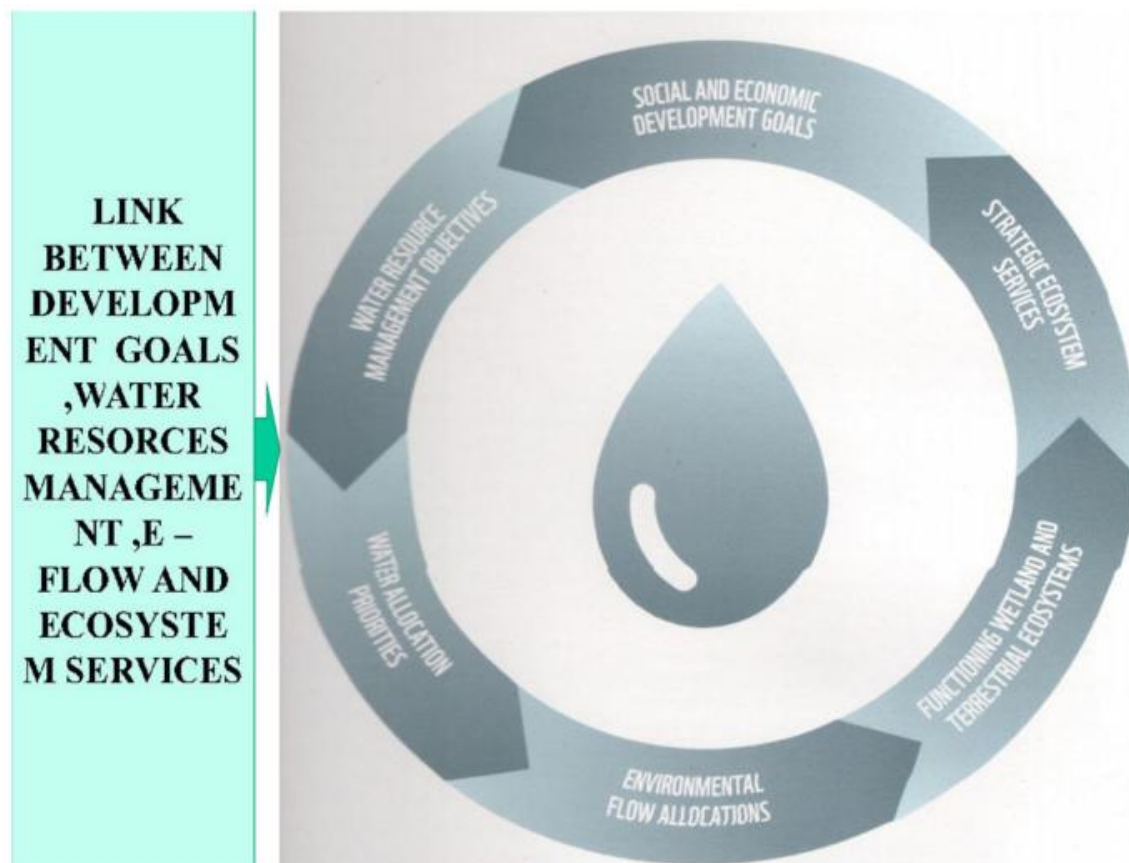 LINK
BETWEEN
DEVELOPM
ENT GOALS
,WATER
RESORCES
MANAGEME
NT ,E –
FLOW AND
ECOSYSTE
M SERVICES
SOCIAL AND ECONOMIC
DEVELOPMENT GOALS
STRATEGIC ECOSYSTEM
SERVICES
FUNCTIONING WETLAND AND
TERRESTRIAL ECOSYSTEMS
ENVIRONMENTAL
FLOW ALLOCATIONS
WATER ALLOCATION
PRIORITIES
WATER RESOURCE
MANAGEMENT OBJECTIVES